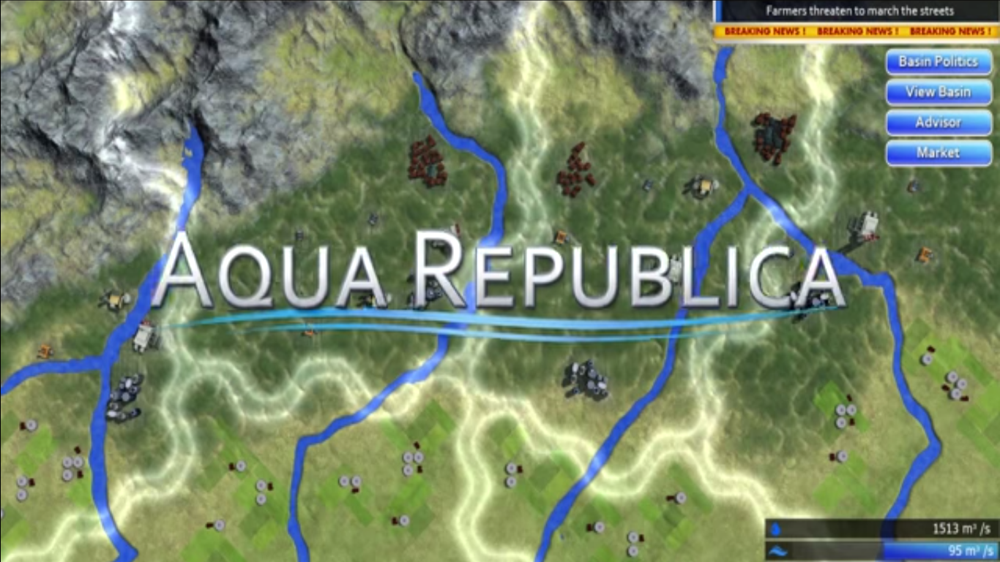 Farmers threaten to march the streets
BREAKING NEWS ! BREAKING NEWS ! BREAKING NEWS !
Basin Politics
View Basin
Advisor
Market
AQUA REPUBLICA
1513 m³ /s
95 m³ /s